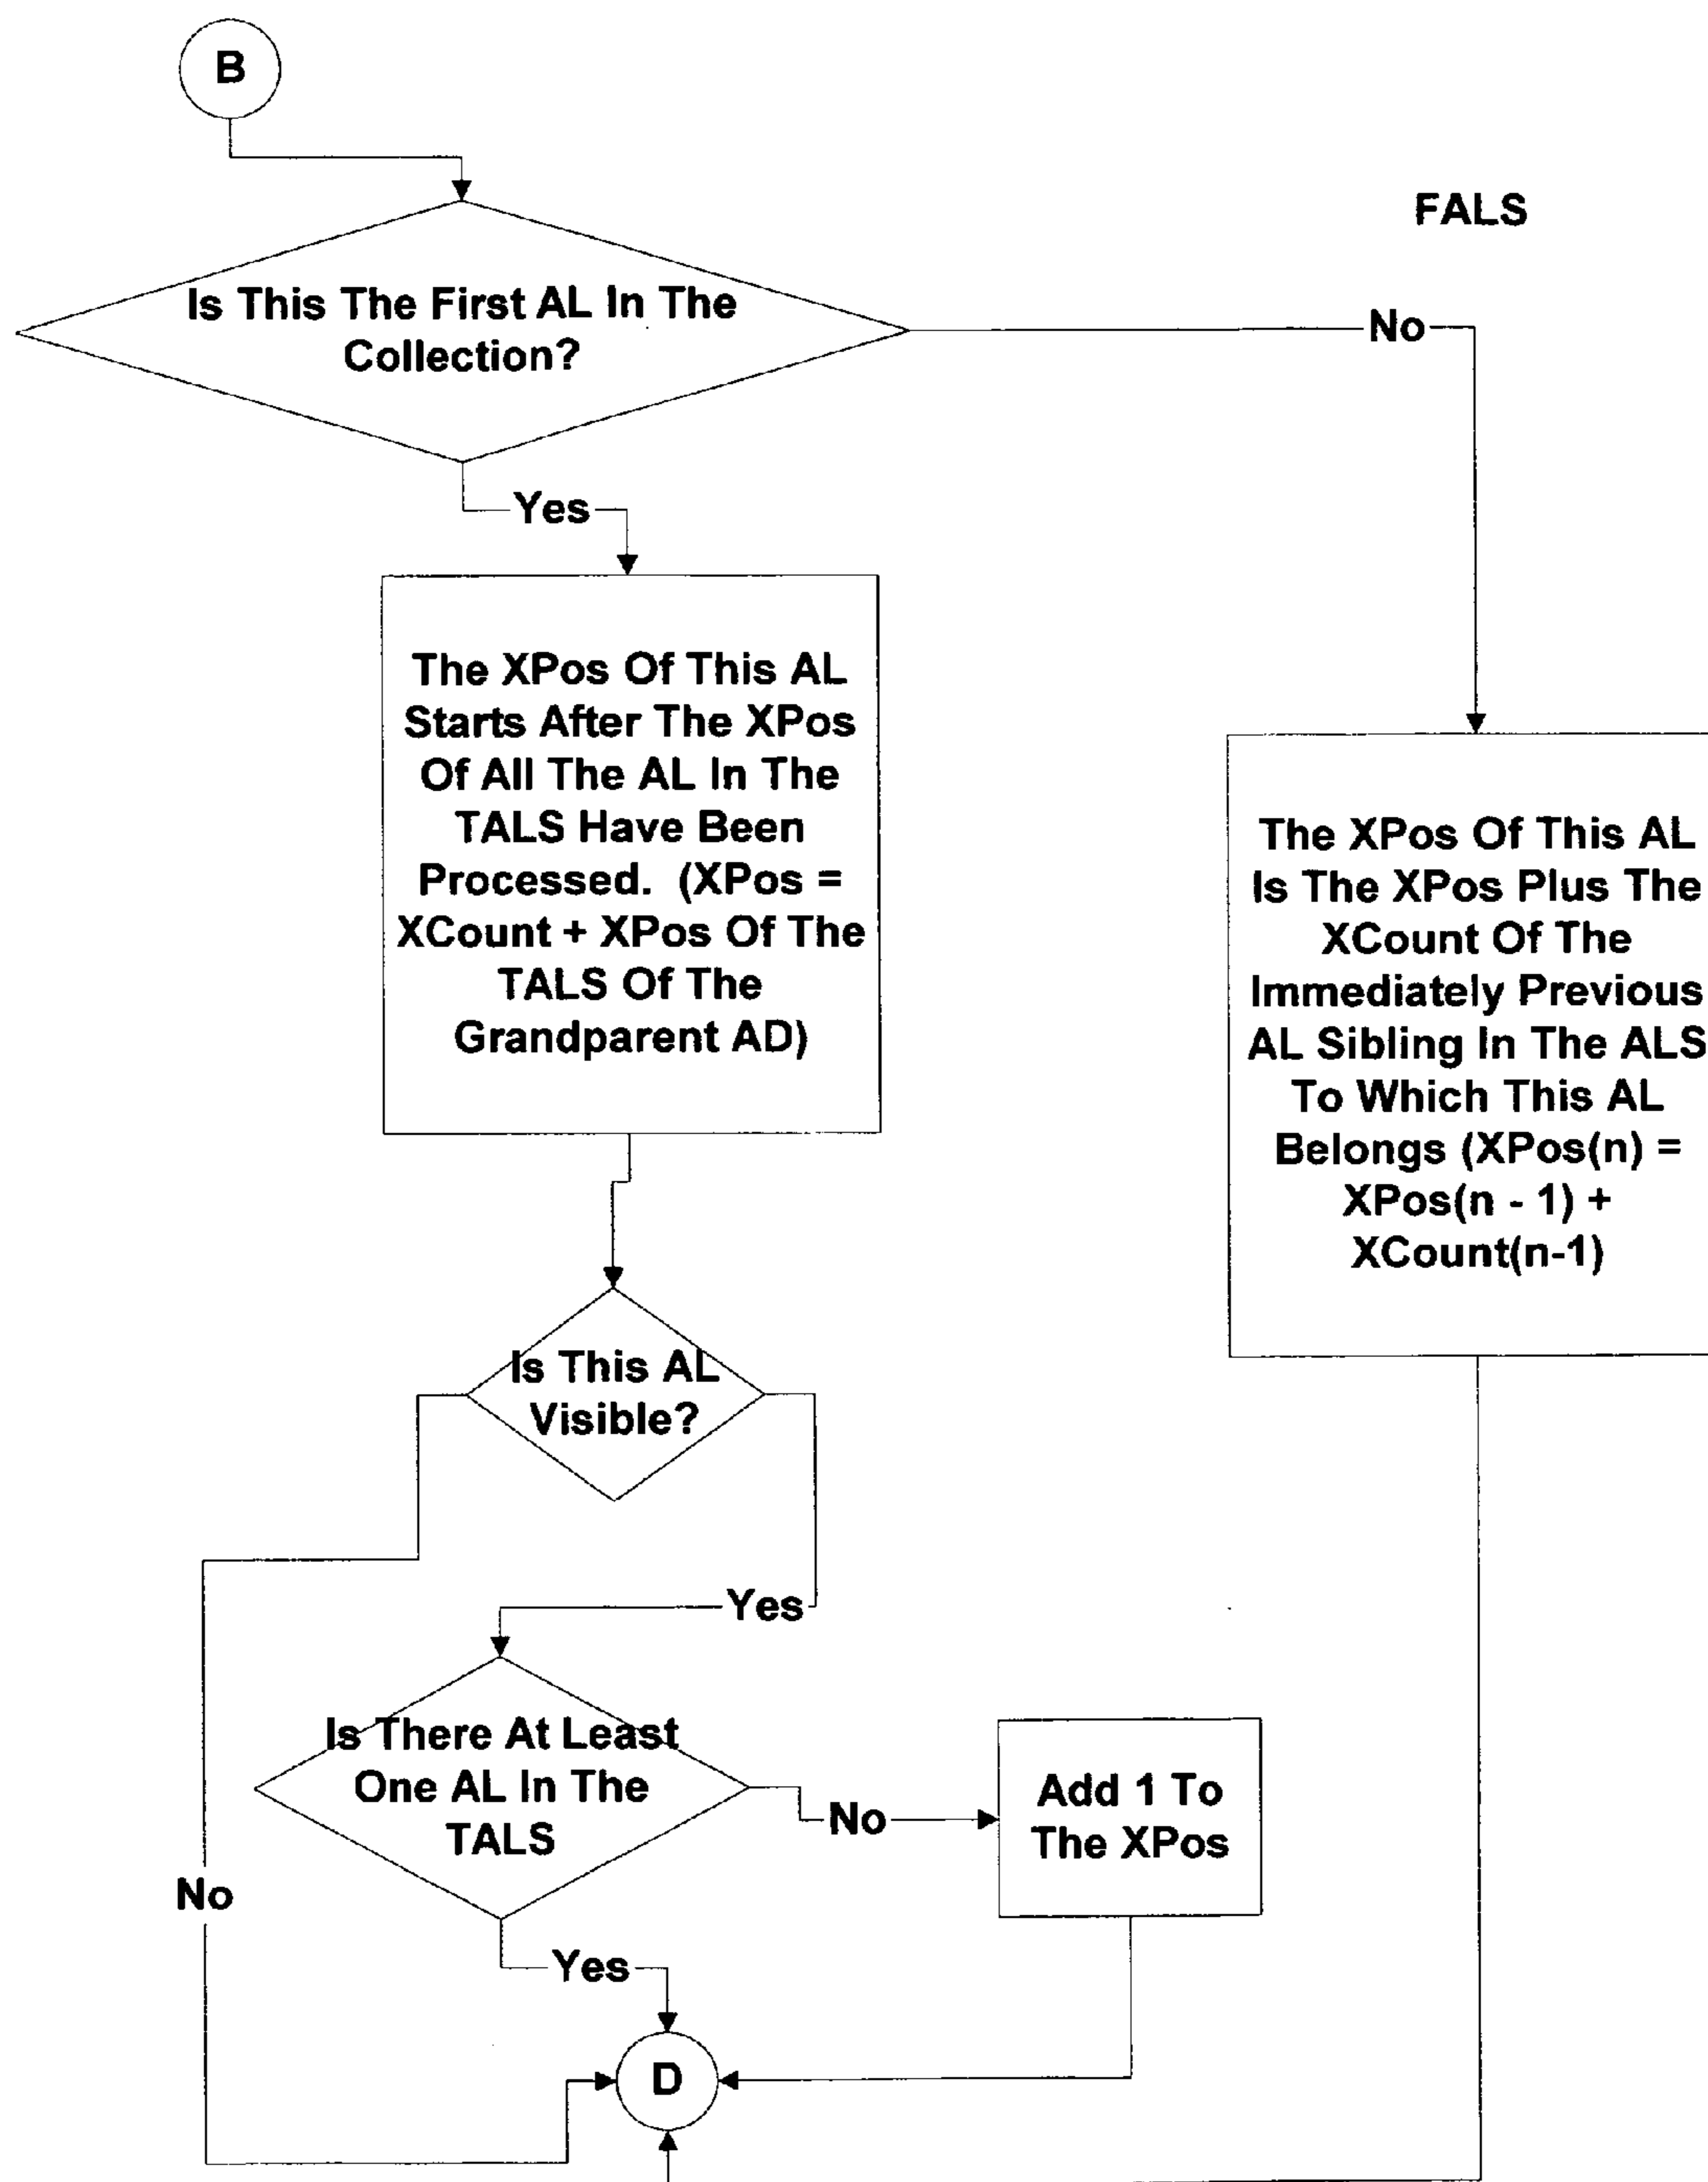 B
FALS
Is This The First AL In The
Collection?
No
Yes
The XPos Of This AL
Starts After The XPos
Of All The AL In The
TALS Have Been
Processed. (XPos =
XCount + XPos Of The
TALS Of The
Grandparent AD)
The XPos Of This AL
Is The XPos Plus The
XCount Of The
Immediately Previous
AL Sibling In The ALS
To Which This AL
Belongs (XPos(n) =
XPos(n - 1) +
XCount(n-1)
Is This AL
Visible?
Yes
Is There At Least
One AL In The
TALS
No
Add 1 To
The XPos
No
Yes
D